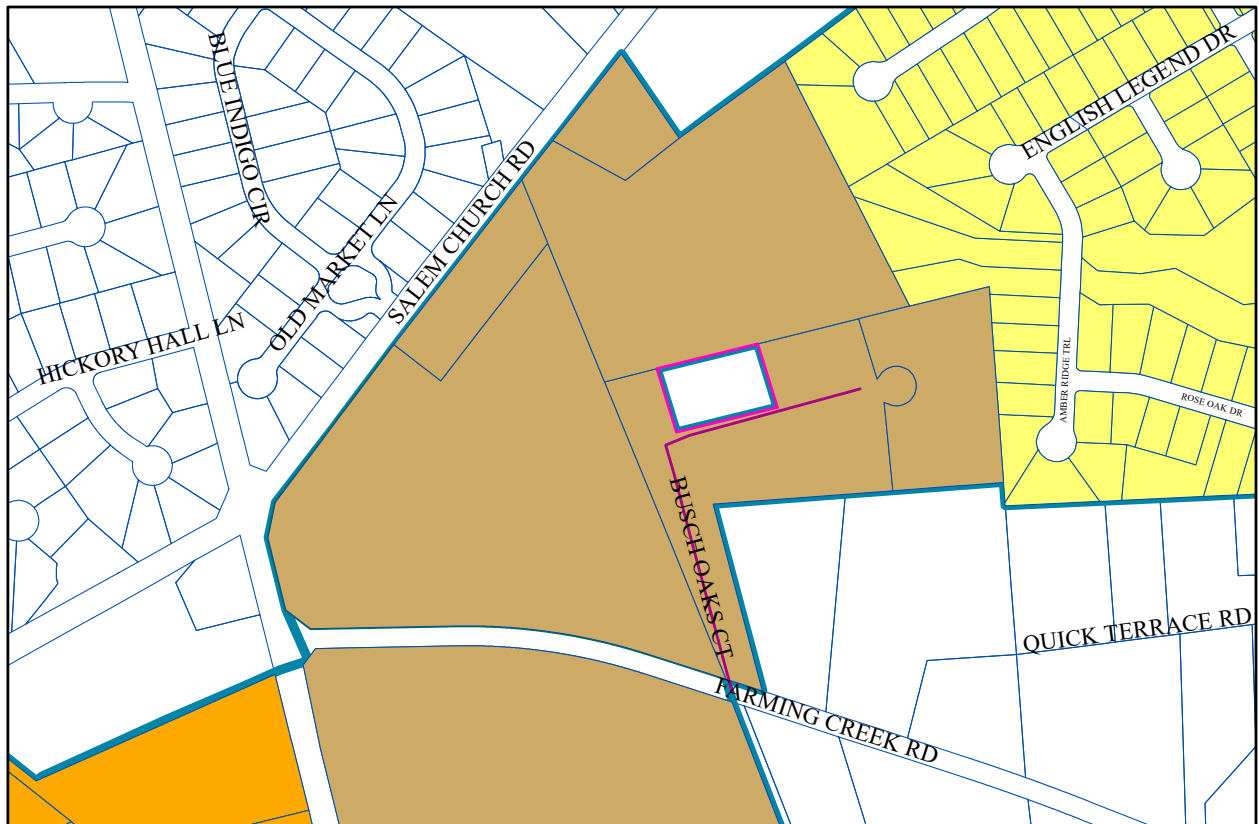 BLUE INDIGO CIR
ENGLISH LEGEND DR
OLD MARKET LN
SALEM CHURCH RD
HICKORY HALL LN
AMBER RIDGE TRL
ROSE OAK DR
BUSCH OAKS CT
QUICK TERRACE RD
FARMING CREEK RD